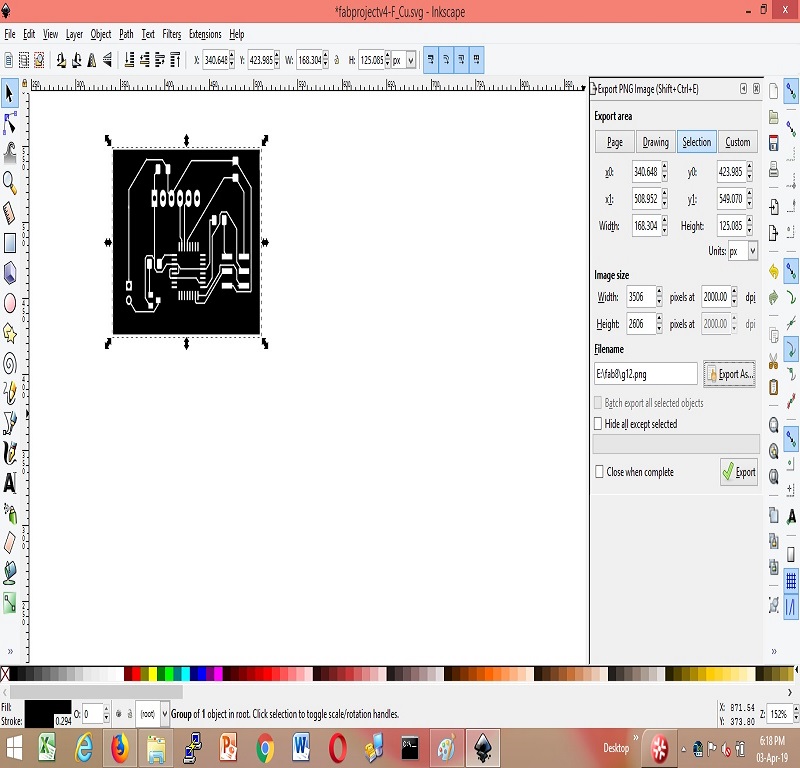 *fabprojectv4-F_Cu.svg - Inkscape
File Edit View Layer Object Path Text Filters Extensions Help
X: 340.648 Y: 423.985 W: 168.304 H: 125.085 px
Export PNG Image (Shift+Ctrl+E)
Export area
Page Drawing Selection Custom
x0: 340.648 y0: 423.985
x1: 508.952 y1: 549.070
Width: 168.304 Height: 125.085
Units: px
Image size
Width: 3506 pixels at 2000.00 dpi
Height: 2606 pixels at 2000.00 dpi
Filename
E:\fab8\g12.png Export As...
Batch export all selected objects
Hide all except selected
Close when complete Export
Fill:
Stroke: 0.294 O: 0 (root) Group of 1 object in root. Click selection to toggle scale/rotation handles.
X: 871.54
Y: 373.80 Z: 152%
Desktop
6:18 PM
03-Apr-19